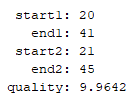 start1: 20
end1: 41
start2: 21
end2: 45
quality: 9.9642